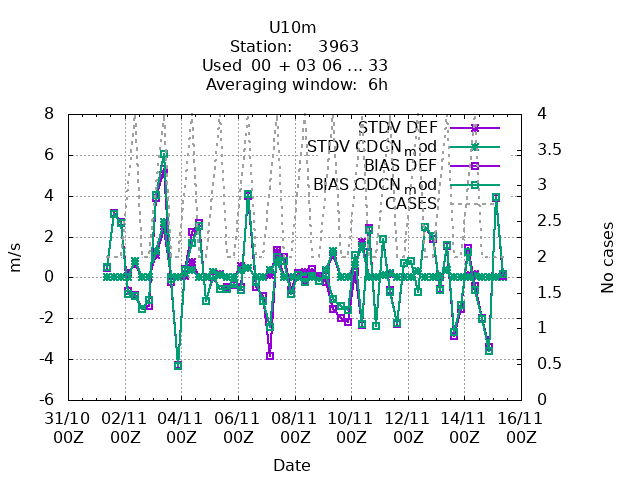 U10m
Station: 3963
Used 00 + 03 06 ... 33
Averaging window: 6h
8
6
4
2
0
-2
-4
-6
m/s
4
3.5
3
2.5
2
1.5
1
0.5
0
No cases
STDV DEF
STDV CDCN_mod
BIAS DEF
BIAS CDCN_mod
CASES
31/10 02/11 04/11 06/11 08/11 10/11 12/11 14/11 16/11
00Z 00Z 00Z 00Z 00Z 00Z 00Z 00Z 00Z
Date